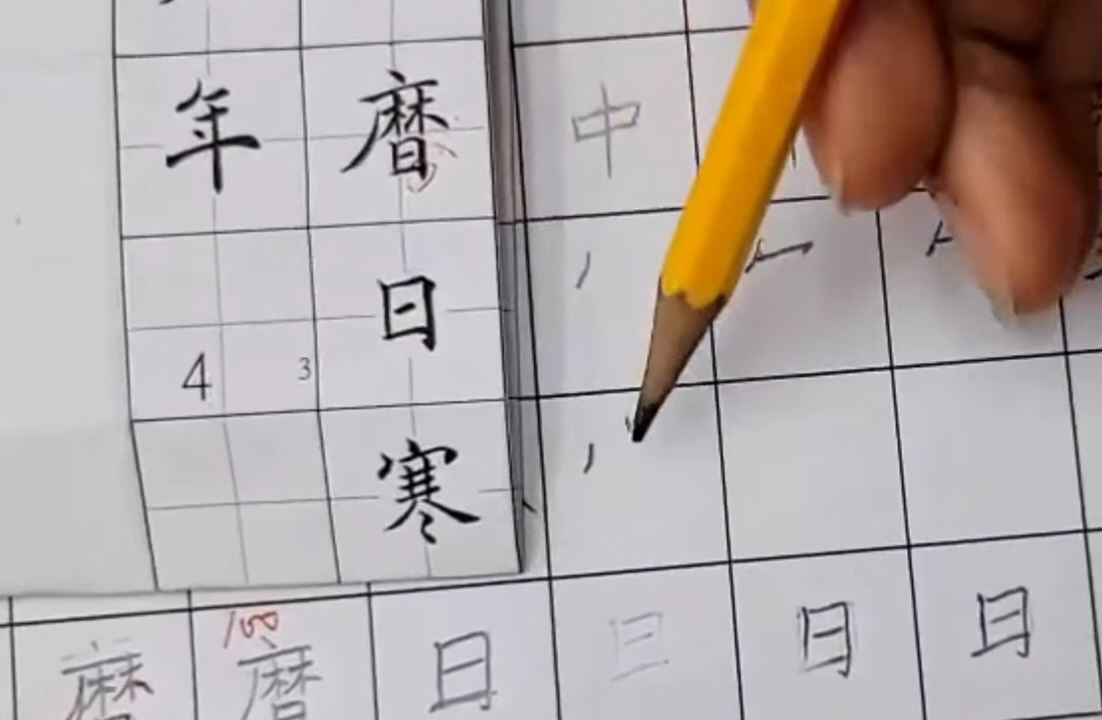 年 曆 中
日
4 3
寒
曆 曆 日 日 日 日
100